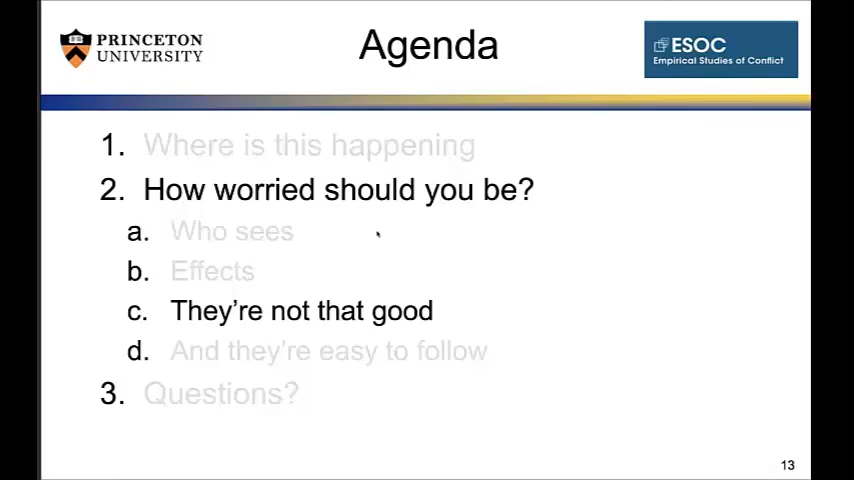 PRINCETON
UNIVERSITY
Agenda
ESOC
Empirical Studies of Conflict
1. Where is this happening
2. How worried should you be?
a. Who sees
b. Effects
c. They’re not that good
d. And they’re easy to follow
3. Questions?
13